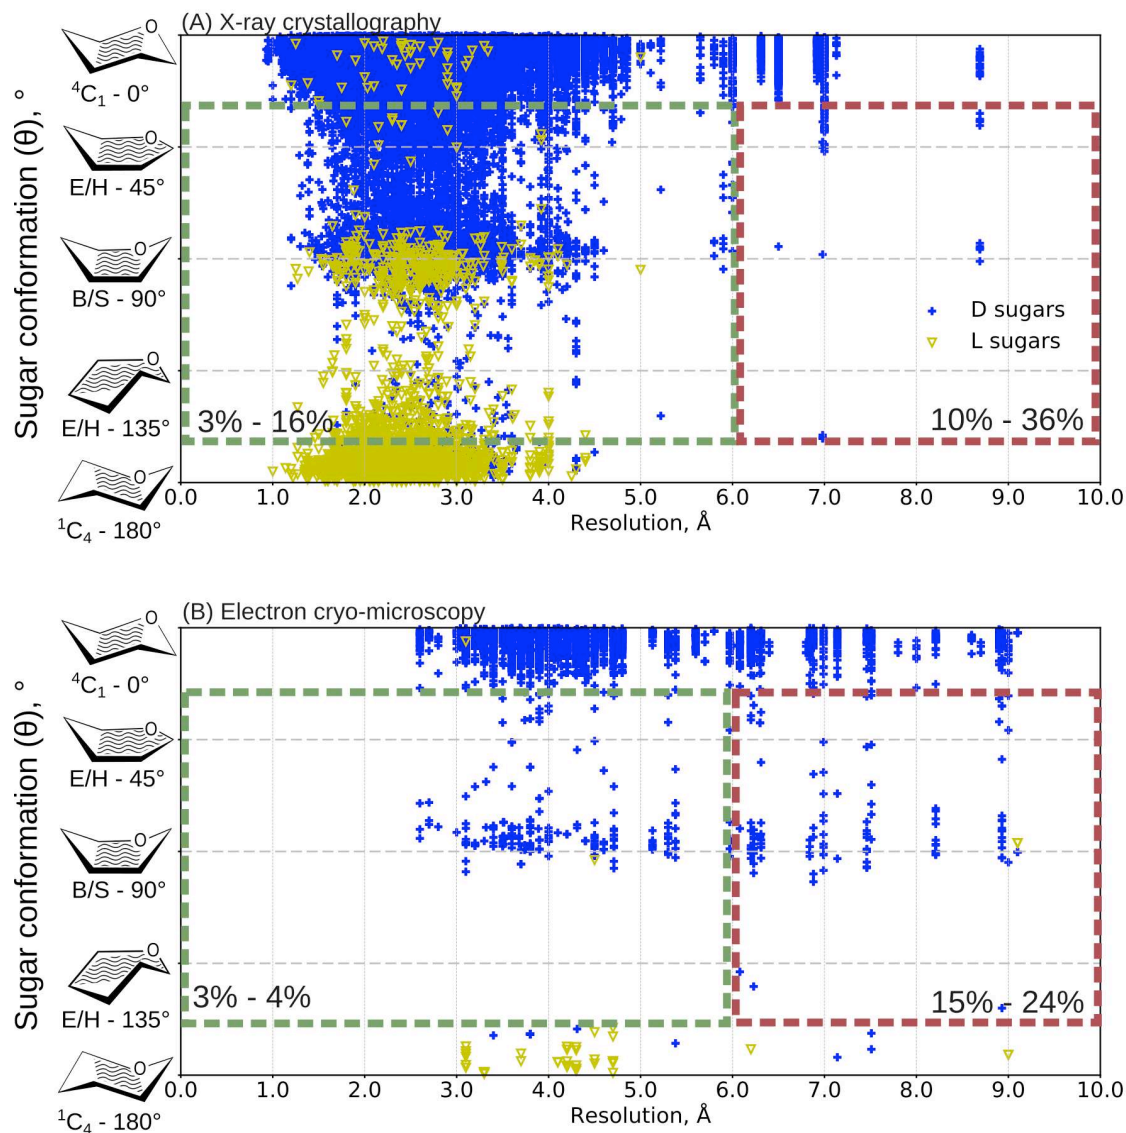 (A) X-ray crystallography
Sugar conformation (θ), °
O
⁴C₁ - 0°
O
E/H - 45°
O
B/S - 90°
O
E/H - 135°
O
¹C₄ - 180°
D sugars
L sugars
3% - 16%
10% - 36%
0.0 1.0 2.0 3.0 4.0 5.0 6.0 7.0 8.0 9.0 10.0
Resolution, Å
(B) Electron cryo-microscopy
Sugar conformation (θ), °
O
⁴C₁ - 0°
O
E/H - 45°
O
B/S - 90°
O
E/H - 135°
O
¹C₄ - 180°
3% - 4%
15% - 24%
0.0 1.0 2.0 3.0 4.0 5.0 6.0 7.0 8.0 9.0 10.0
Resolution, Å